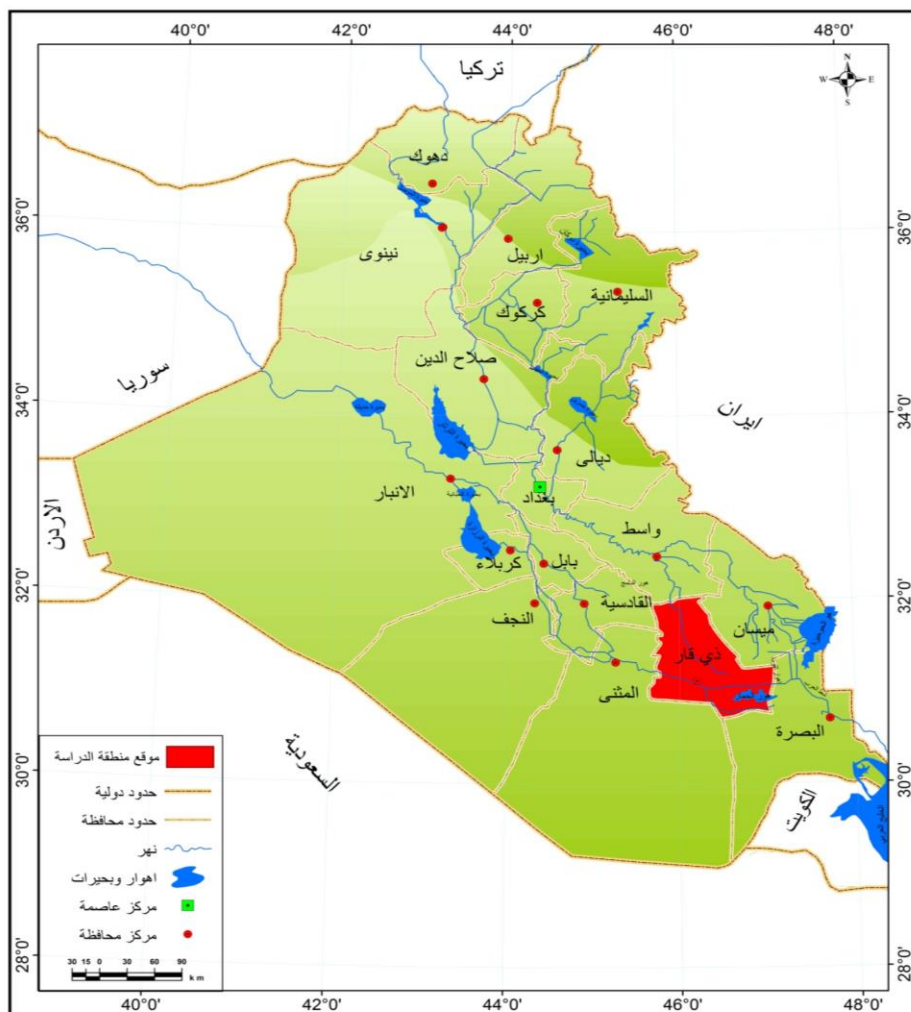 40°0' 42°0' 44°0' 46°0' 48°0'
تركيا
N
W E
S
دهوك
36°0' 36°0'
نينوى
اربيل
السليمانية
كركوك
صلاح الدين
سوريا
34°0' 34°0'
ايران
ديالى
الانبار
بغداد
الاردن
واسط
بابل
كربلاء
32°0' 32°0'
القادسية
النجف
ميسان
ذي قار
المثنى
البصرة
السعودية
30°0' 30°0'
الكويت
موقع منطقة الدراسة
حدود دولية
حدود محافظة
نهر
اهوار وبحيرات
مركز عاصمة
مركز محافظة
30 15 0 30 60 90
k m
28°0' 28°0'
40°0' 42°0' 44°0' 46°0' 48°0'